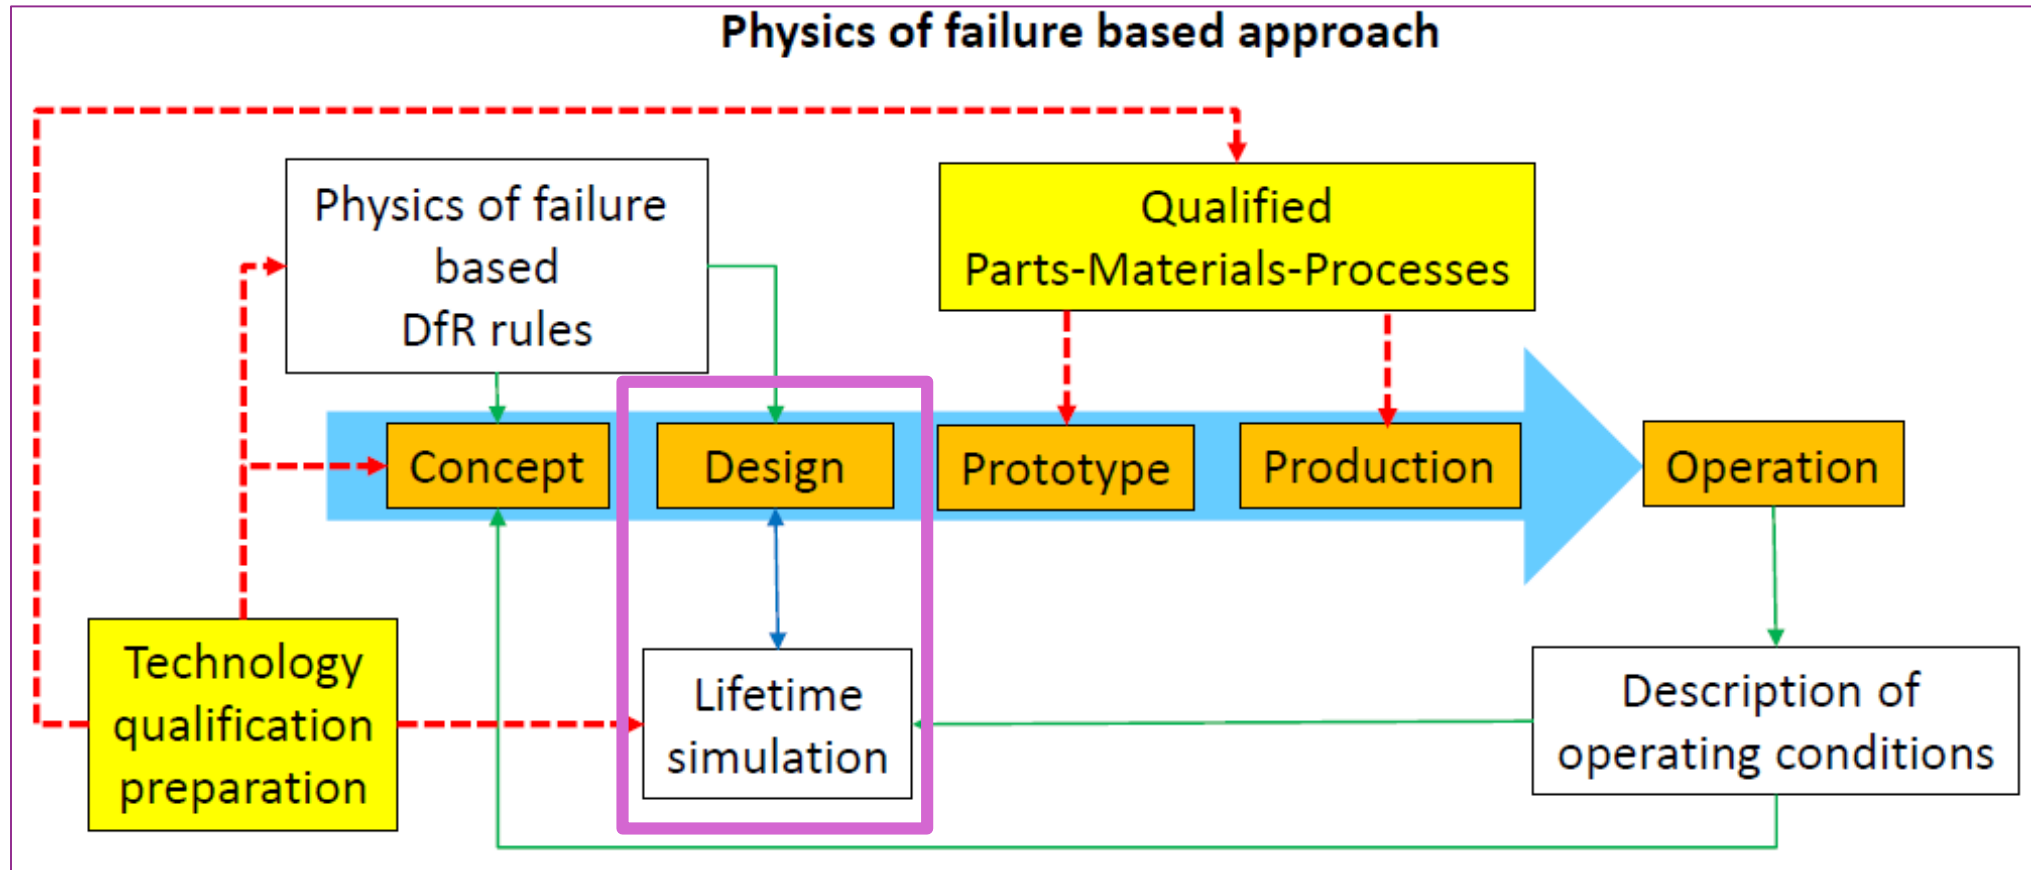 Physics of failure based approach
Physics of failure
based
DfR rules
Qualified
Parts-Materials-Processes
Concept
Design
Prototype
Production
Operation
Technology
qualification
preparation
Lifetime
simulation
Description of
operating conditions